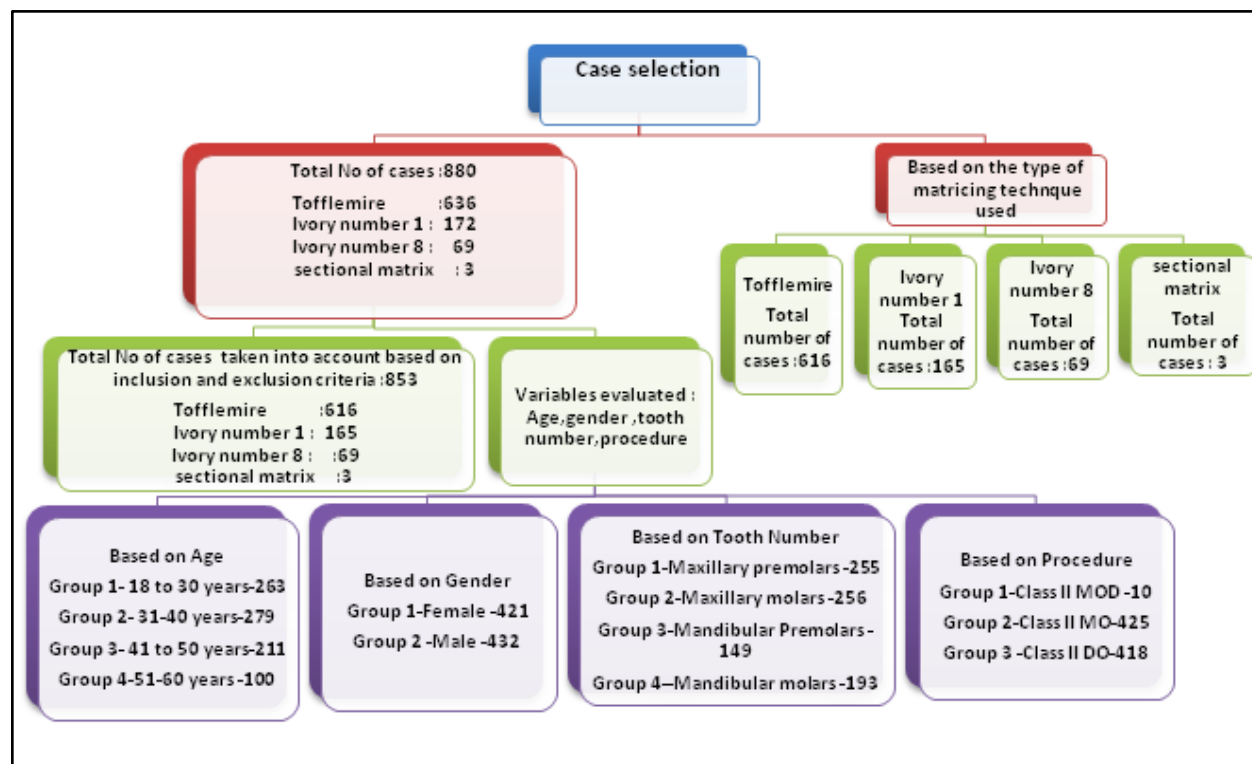 Case selection
Total No of cases :880
Tofflemire :636
Ivory number 1 : 172
Ivory number 8 : 69
sectional matrix : 3
Based on the type of
matricing technque
used
Tofflemire
Total
number of
cases :616
Ivory
number 1
Total
number of
cases :165
Ivory
number 8
Total
number of
cases :69
sectional
matrix
Total
number of
cases : 3
Total No of cases taken into account based on
inclusion and exclusion criteria :853
Tofflemire :616
Ivory number 1 : 165
Ivory number 8 : :69
sectional matrix :3
Variables evaluated :
Age,gender ,tooth
number,procedure
Based on Age
Group 1- 18 to 30 years-263
Group 2- 31-40 years-279
Group 3- 41 to 50 years-211
Group 4-51-60 years -100
Based on Gender
Group 1-Female -421
Group 2 -Male -432
Based on Tooth Number
Group 1-Maxillary premolars -255
Group 2-Maxillary molars -256
Group 3-Mandibular Premolars -
149
Group 4--Mandibular molars -193
Based on Procedure
Group 1-Class II MOD -10
Group 2-Class II MO-425
Group 3 -Class II DO-418